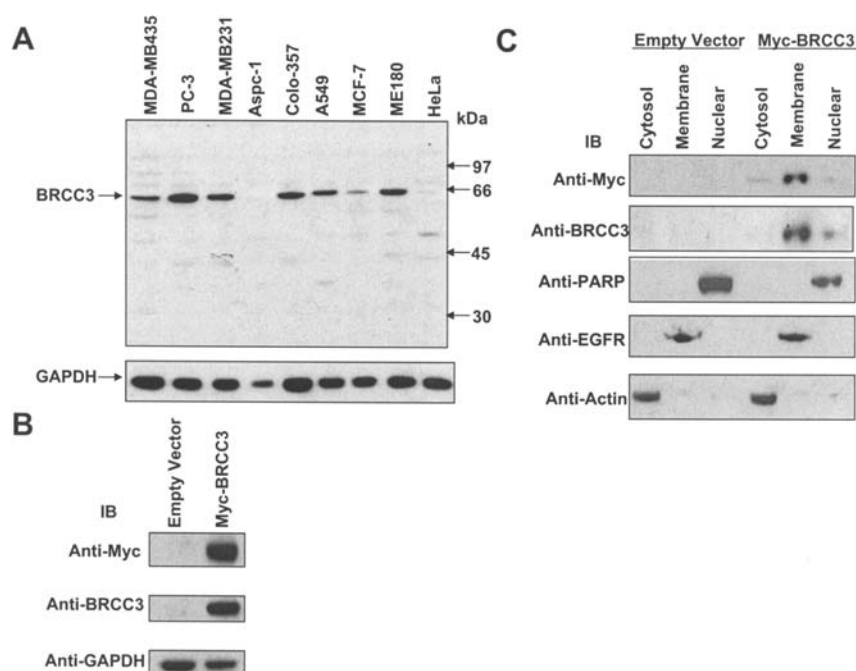 A
MDA-MB435
PC-3
MDA-MB231
Aspc-1
Colo-357
A549
MCF-7
ME180
HeLa
kDa
97
BRCC3
66
45
30
GAPDH
B
IB
Empty Vector
Myc-BRCC3
Anti-Myc
Anti-BRCC3
Anti-GAPDH
C
Empty Vector Myc-BRCC3
IB
Cytosol
Membrane
Nuclear
Cytosol
Membrane
Nuclear
Anti-Myc
Anti-BRCC3
Anti-PARP
Anti-EGFR
Anti-Actin